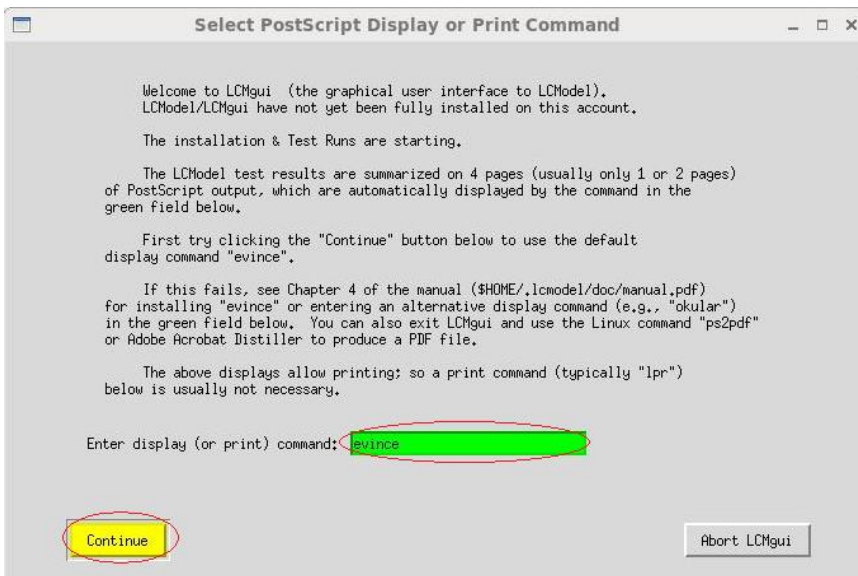 Select PostScript Display or Print Command
Welcome to LCMgui (the graphical user interface to LCModel).
LCModel/LCMgui have not yet been fully installed on this account.
The installation & Test Runs are starting.
The LCModel test results are summarized on 4 pages (usually only 1 or 2 pages)
of PostScript output, which are automatically displayed by the command in the
green field below.
First try clicking the "Continue" button below to use the default
display command "evince".
If this fails, see Chapter 4 of the manual ($HOME/.lcmodel/doc/manual.pdf)
for installing "evince" or entering an alternative display command (e.g., "okular")
in the green field below. You can also exit LCMgui and use the Linux command "ps2pdf"
or Adobe Acrobat Distiller to produce a PDF file.
The above displays allow printing; so a print command (typically "lpr")
below is usually not necessary.
Enter display (or print) command: evince
Continue Abort LCMgui